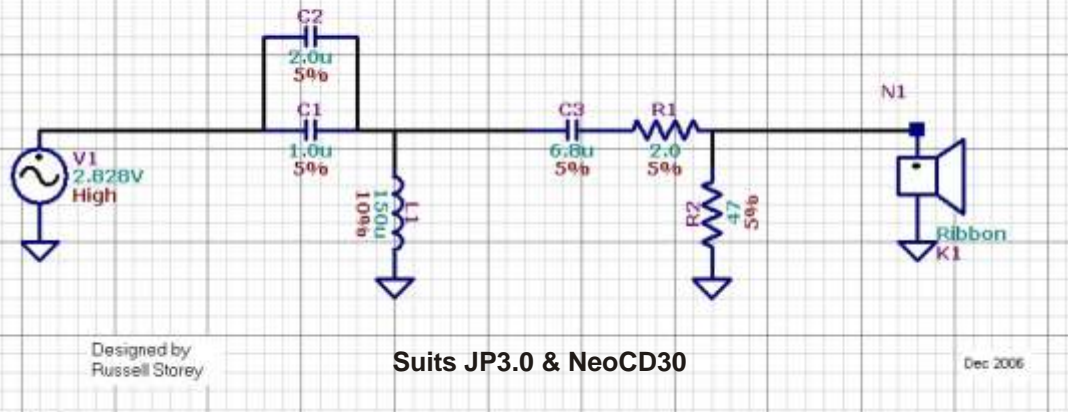 C2
2.0u
5%
N1
C1
1.0u
5%
C3
6.8u
5%
R1
2.0
5%
V1
2.828V
High
L1
150u
10%
R2
47
5%
Ribbon
K1
Designed by
Russell Storey
Suits JP3.0 & NeoCD30
Dec 2006